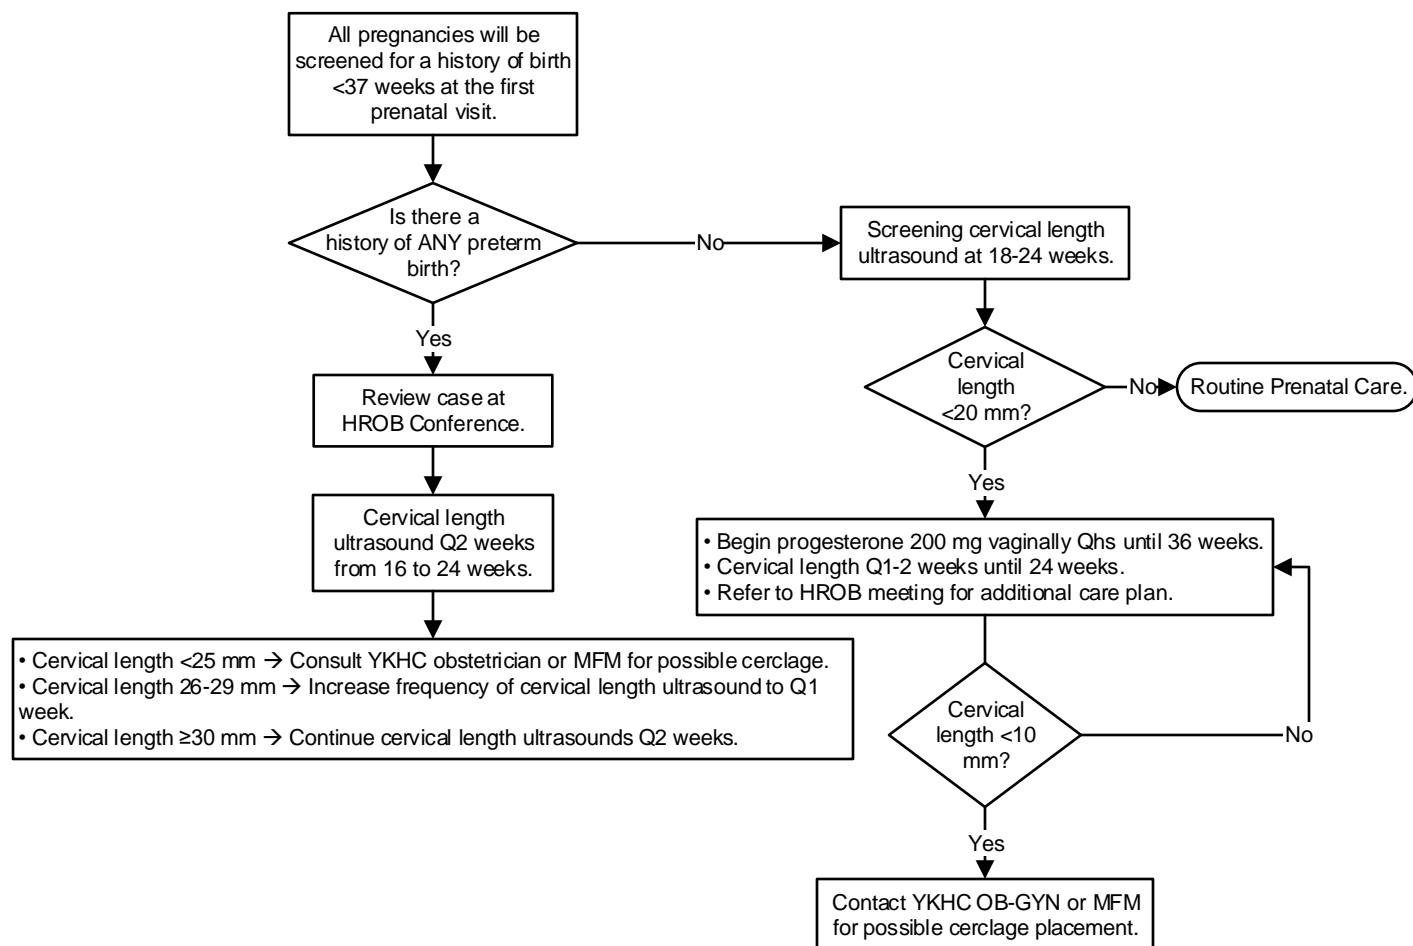 All pregnancies will be
screened for a history of birth
<37 weeks at the first
prenatal visit.
Is there a
history of ANY preterm
birth?
No
Screening cervical length
ultrasound at 18-24 weeks.
Yes
Review case at
HROB Conference.
Cervical length
ultrasound Q2 weeks
from 16 to 24 weeks.
• Cervical length <25 mm → Consult YKHC obstetrician or MFM for possible cerclage.
• Cervical length 26-29 mm → Increase frequency of cervical length ultrasound to Q1
week.
• Cervical length ≥30 mm → Continue cervical length ultrasounds Q2 weeks.
Cervical
length
<20 mm?
No
Routine Prenatal Care.
Yes
• Begin progesterone 200 mg vaginally Qhs until 36 weeks.
• Cervical length Q1-2 weeks until 24 weeks.
• Refer to HROB meeting for additional care plan.
Cervical
length <10
mm?
No
Yes
Contact YKHC OB-GYN or MFM
for possible cerclage placement.